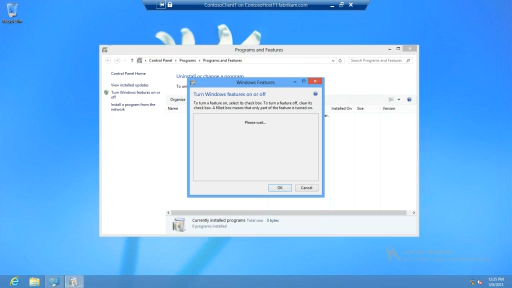 ContosoClient1 on ContosoHost11.fabrikam.com
Recycle Bin
Programs and Features
Control Panel ▸ Programs ▸ Programs and Features
Search Programs and Features
Control Panel Home
Uninstall or change a program
View installed updates
Turn Windows features on or off
Install a program from the network
Organize
Name
Installed On
Size
Version
Windows Features
Turn Windows features on or off
To turn a feature on, select its check box. To turn a feature off, clear its
check box. A filled box means that only part of the feature is turned on.
Please wait...
OK
Cancel
Currently installed programs Total size: 0 bytes
0 programs installed